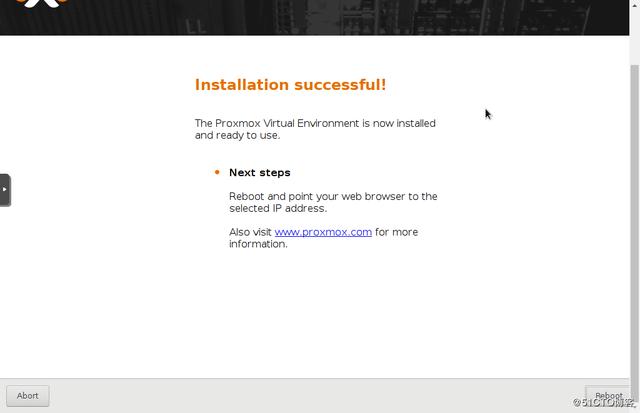 Installation successful!
The Proxmox Virtual Environment is now installed
and ready to use.
Next steps
Reboot and point your web browser to the
selected IP address.
Also visit www.proxmox.com for more
information.
Abort
Reboot
@51CTO博客